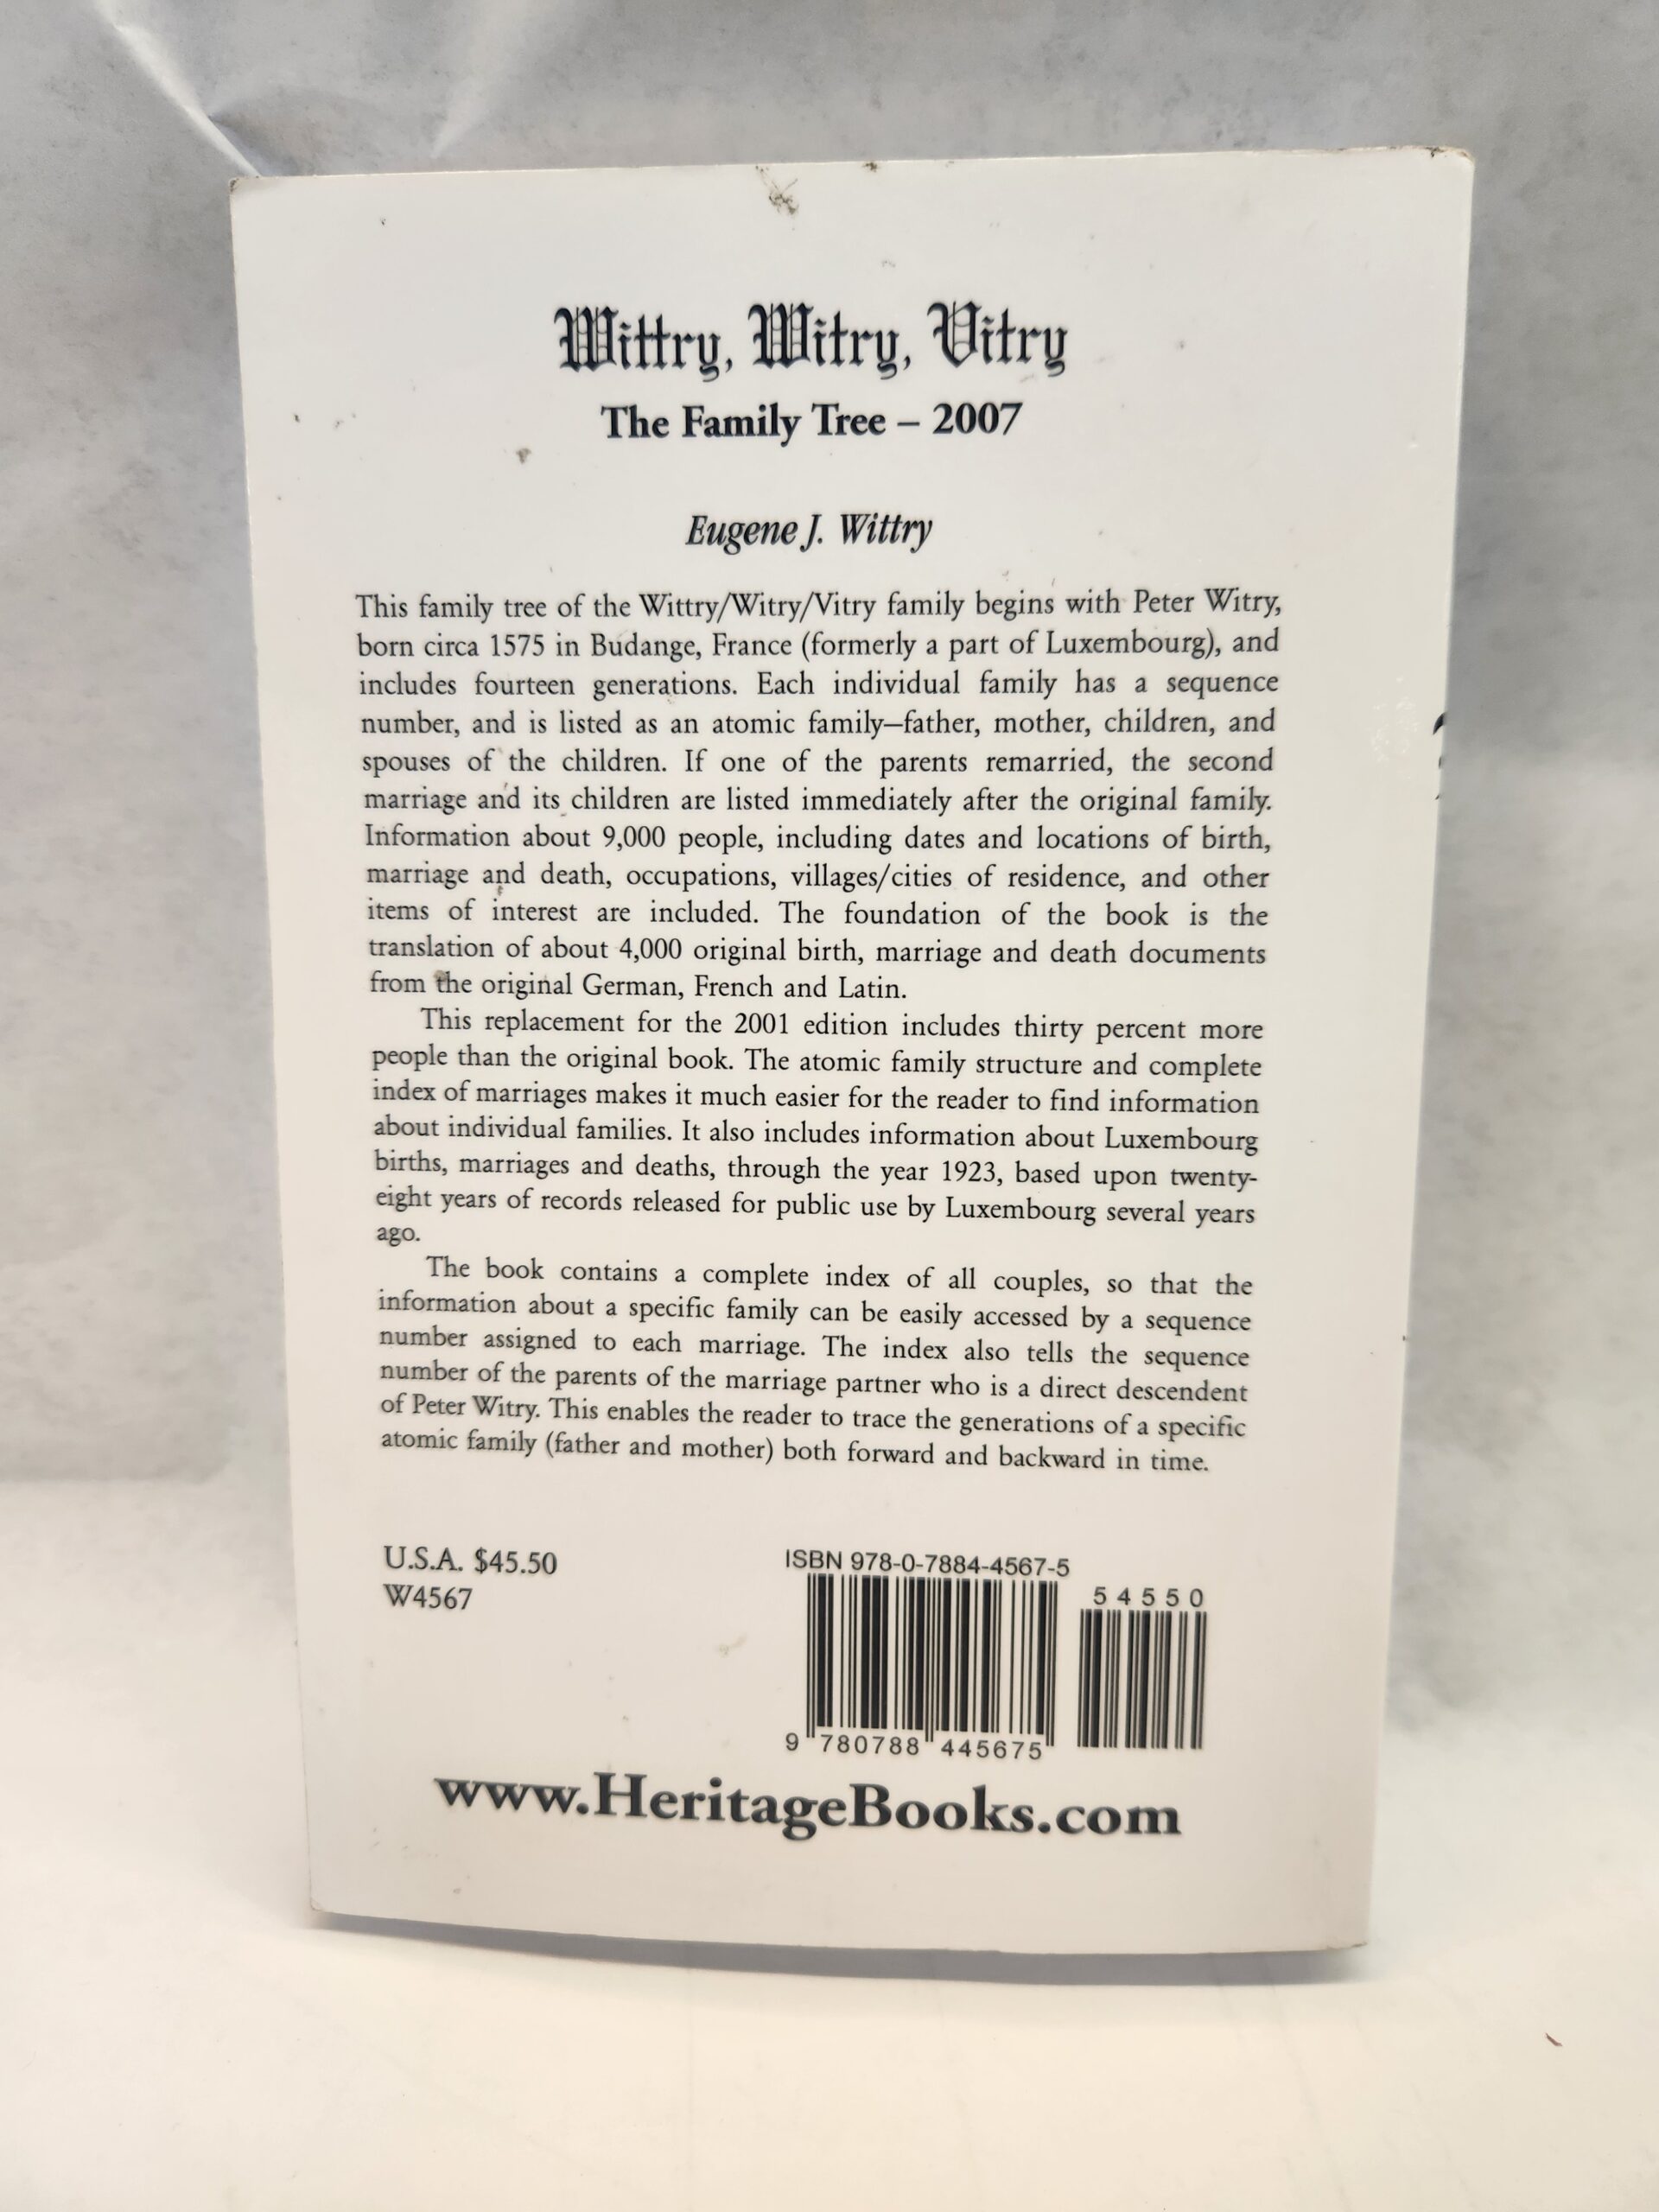 Wittry, Witry, Vitry
The Family Tree – 2007
Eugene J. Wittry
This family tree of the Wittry/Witry/Vitry family begins with Peter Witry,
born circa 1575 in Budange, France (formerly a part of Luxembourg), and
includes fourteen generations. Each individual family has a sequence
number, and is listed as an atomic family–father, mother, children, and
spouses of the children. If one of the parents remarried, the second
marriage and its children are listed immediately after the original family.
Information about 9,000 people, including dates and locations of birth,
marriage and death, occupations, villages/cities of residence, and other
items of interest are included. The foundation of the book is the
translation of about 4,000 original birth, marriage and death documents
from the original German, French and Latin.
This replacement for the 2001 edition includes thirty percent more
people than the original book. The atomic family structure and complete
index of marriages makes it much easier for the reader to find information
about individual families. It also includes information about Luxembourg
births, marriages and deaths, through the year 1923, based upon twenty-
eight years of records released for public use by Luxembourg several years
ago.
The book contains a complete index of all couples, so that the
information about a specific family can be easily accessed by a sequence
number assigned to each marriage. The index also tells the sequence
number of the parents of the marriage partner who is a direct descendent
of Peter Witry. This enables the reader to trace the generations of a specific
atomic family (father and mother) both forward and backward in time.
U.S.A. $45.50
W4567
ISBN 978-0-7884-4567-5
54550
9 780788 445675
www.HeritageBooks.com